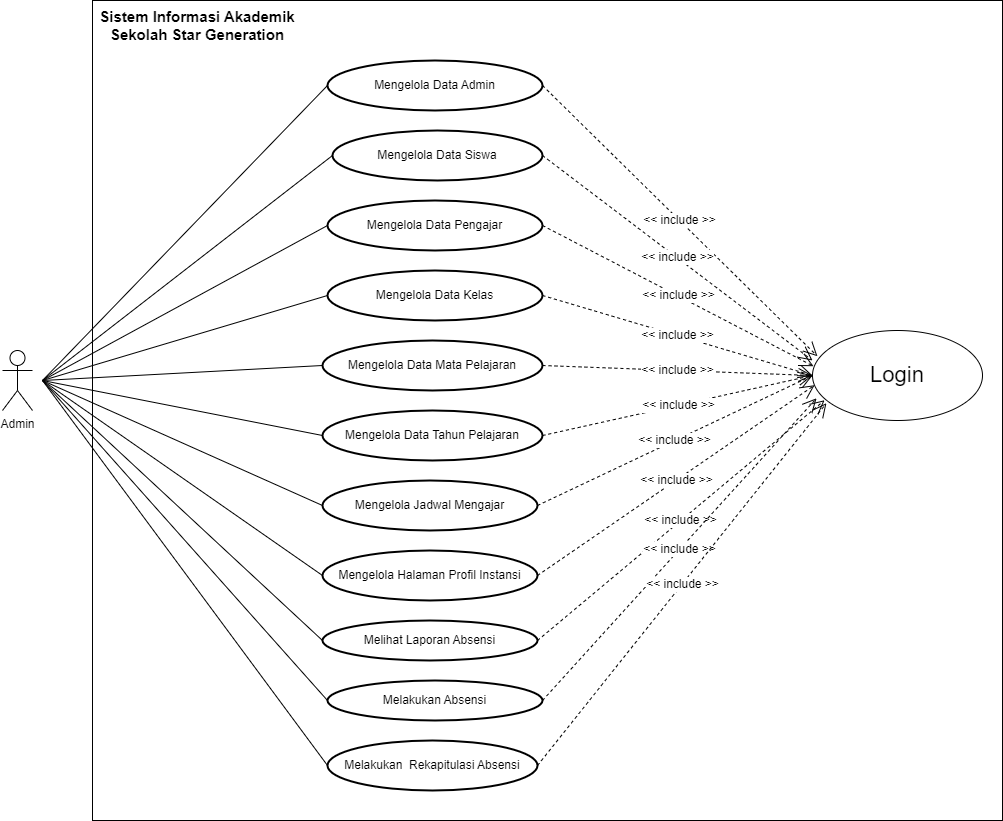 Sistem Informasi Akademik
Sekolah Star Generation
Mengelola Data Admin
Mengelola Data Siswa
<< include >>
Mengelola Data Pengajar
<< include >>
Mengelola Data Kelas
<< include >>
<< include >>
Mengelola Data Mata Pelajaran
<< include >>
Login
Admin
Mengelola Data Tahun Pelajaran
<< include >>
<< include >>
Mengelola Jadwal Mengajar
<< include >>
<< include >>
Mengelola Halaman Profil Instansi
<< include >>
<< include >>
Melihat Laporan Absensi
Melakukan Absensi
Melakukan  Rekapitulasi Absensi